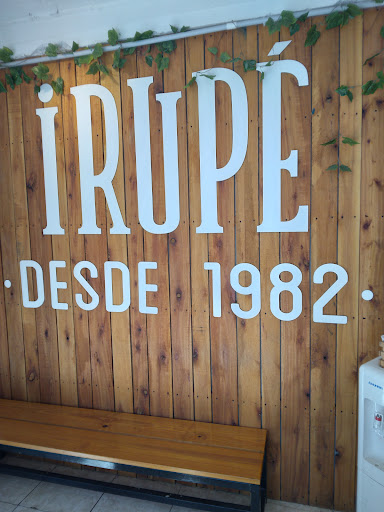 iRUPÉ
· DESDE 1982 ·